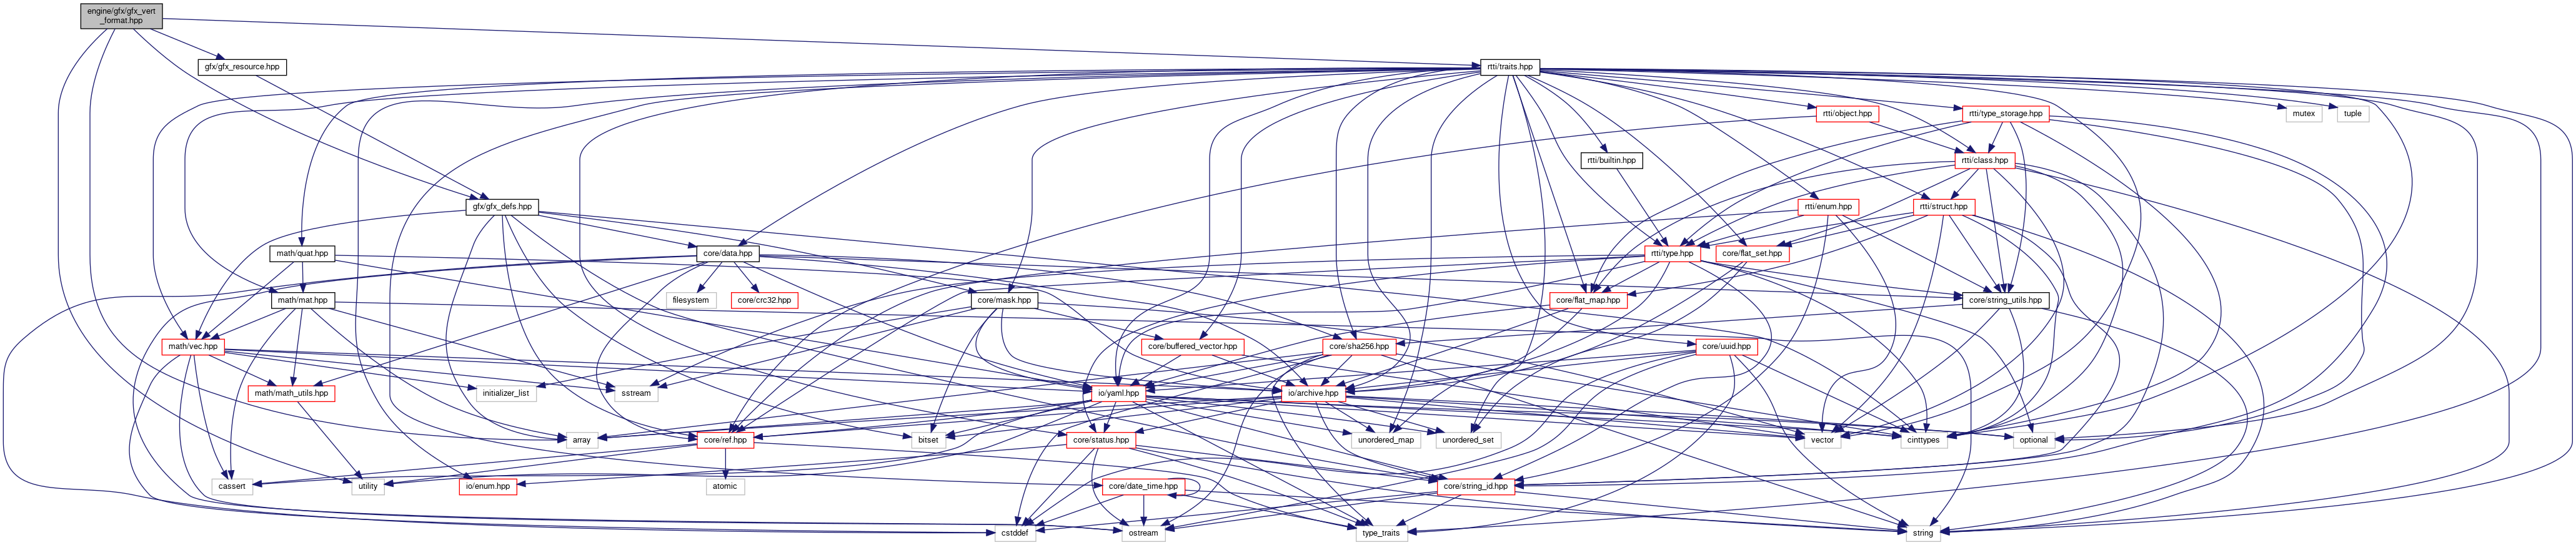 engine/gfx/gfx_vert
_format.hpp
gfx/gfx_resource.hpp
rtti/traits.hpp
rtti/object.hpp
rtti/type_storage.hpp
mutex
tuple
rtti/builtin.hpp
rtti/class.hpp
gfx/gfx_defs.hpp
rtti/enum.hpp
rtti/struct.hpp
math/quat.hpp
core/data.hpp
rtti/type.hpp
core/flat_set.hpp
math/mat.hpp
filesystem
core/crc32.hpp
core/mask.hpp
core/flat_map.hpp
core/string_utils.hpp
math/vec.hpp
core/buffered_vector.hpp
core/sha256.hpp
core/uuid.hpp
math/math_utils.hpp
initializer_list
sstream
io/yaml.hpp
io/archive.hpp
array
core/ref.hpp
bitset
core/status.hpp
unordered_map
unordered_set
vector
cinttypes
optional
cassert
utility
io/enum.hpp
atomic
core/date_time.hpp
core/string_id.hpp
cstddef
ostream
type_traits
string